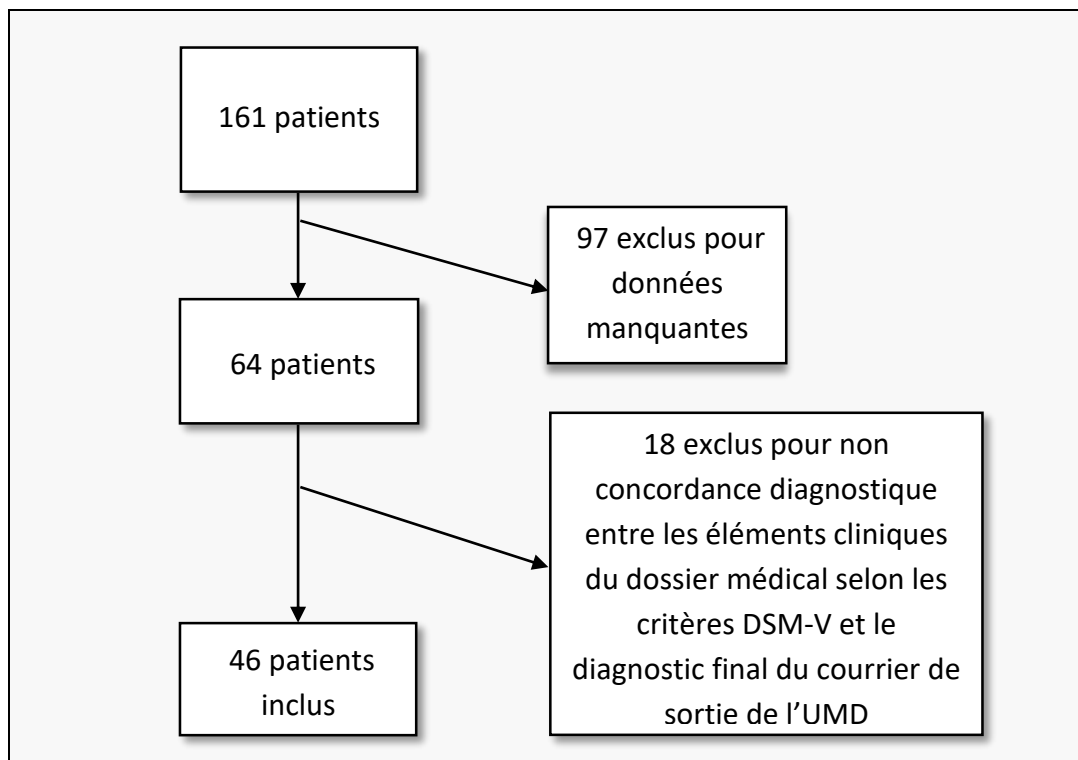 161 patients
97 exclus pour
données
manquantes
64 patients
18 exclus pour non
concordance diagnostique
entre les éléments cliniques
du dossier médical selon les
critères DSM-V et le
diagnostic final du courrier de
sortie de l’UMD
46 patients
inclus